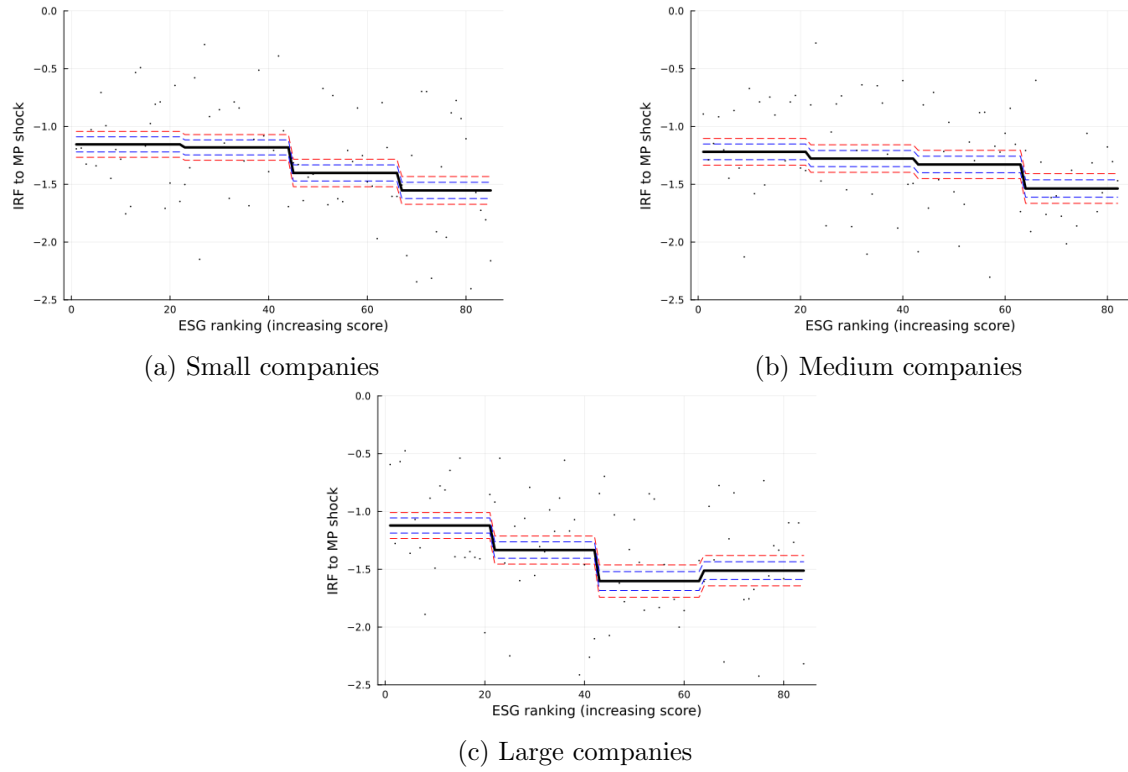 0.0
−0.5
−1.0
−1.5
−2.0
−2.5
IRF to MP shock
0 20 40 60 80
ESG ranking (increasing score)
(a) Small companies
0.0
−0.5
−1.0
−1.5
−2.0
−2.5
IRF to MP shock
0 20 40 60 80
ESG ranking (increasing score)
(b) Medium companies
0.0
−0.5
−1.0
−1.5
−2.0
−2.5
IRF to MP shock
0 20 40 60 80
ESG ranking (increasing score)
(c) Large companies